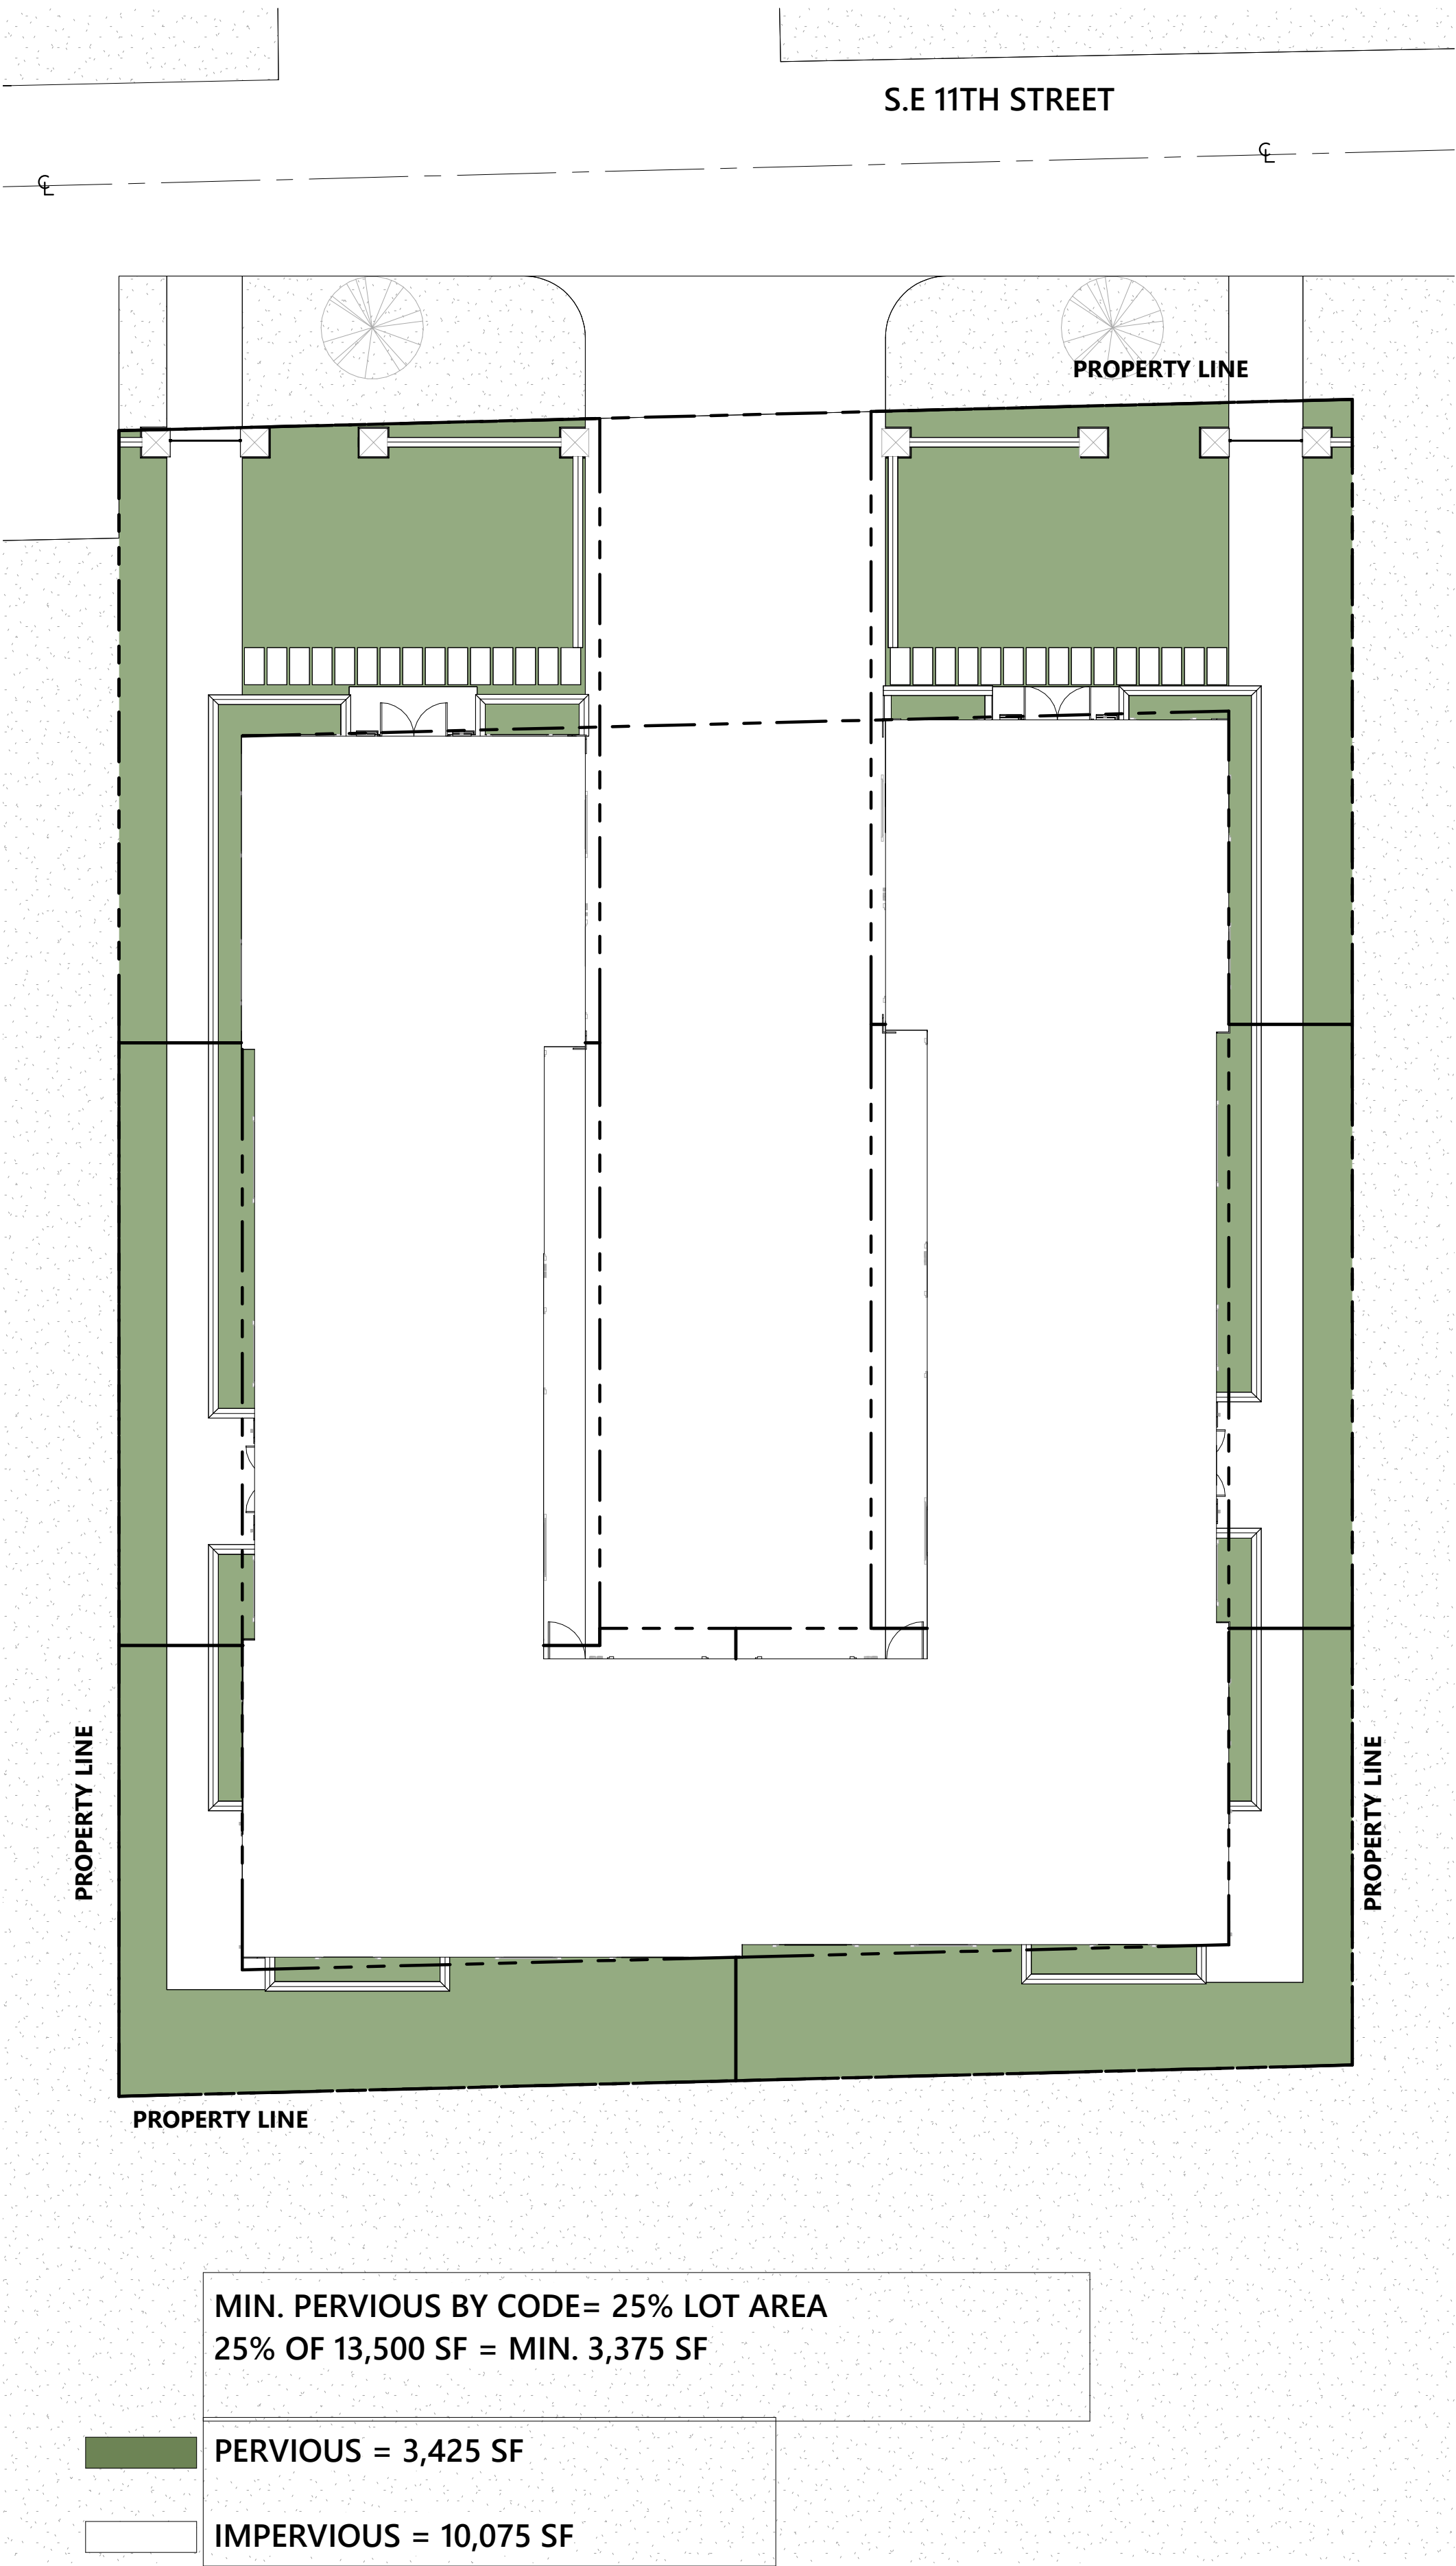 S.E 11TH STREET
℄
℄
PROPERTY LINE
PROPERTY LINE
PROPERTY LINE
PROPERTY LINE
MIN. PERVIOUS BY CODE= 25% LOT AREA
25% OF 13,500 SF = MIN. 3,375 SF
PERVIOUS = 3,425 SF
IMPERVIOUS = 10,075 SF